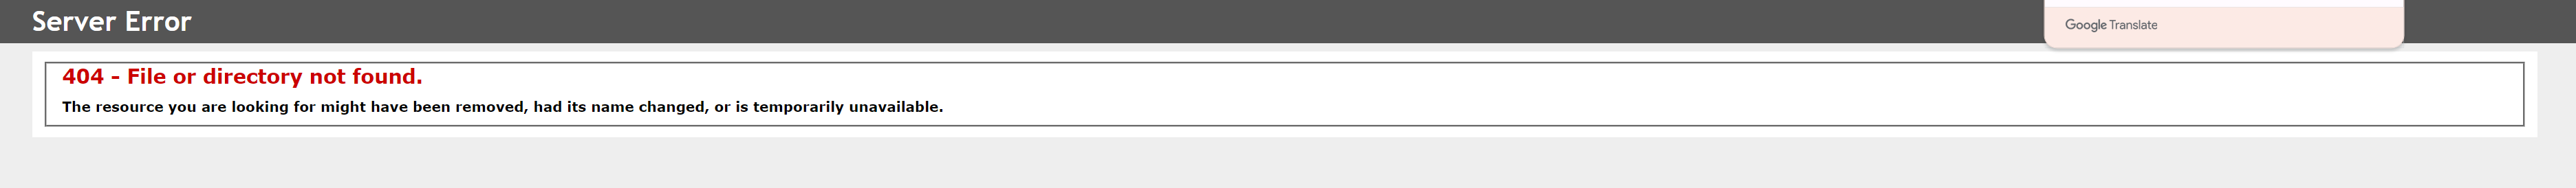 Server Error
Google Translate
404 - File or directory not found.
The resource you are looking for might have been removed, had its name changed, or is temporarily unavailable.